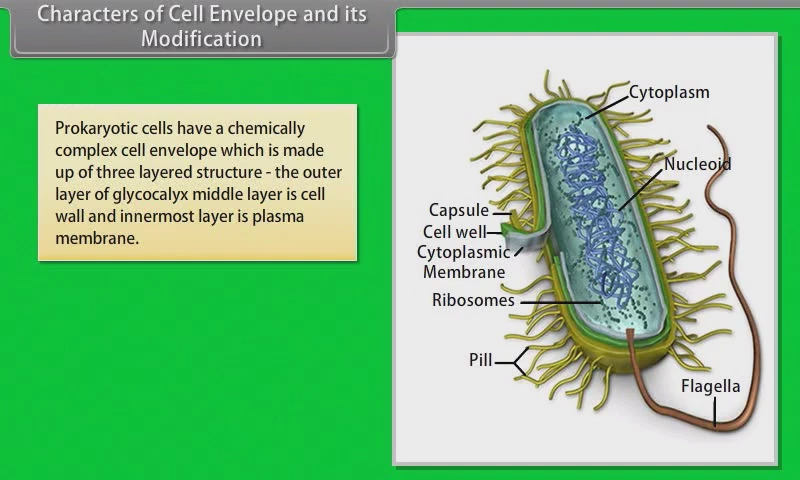 Characters of Cell Envelope and its
Modification
Prokaryotic cells have a chemically
complex cell envelope which is made
up of three layered structure - the outer
layer of glycocalyx middle layer is cell
wall and innermost layer is plasma
membrane.
Cytoplasm
Nucleoid
Capsule
Cell well
Cytoplasmic
Membrane
Ribosomes
Pill
Flagella